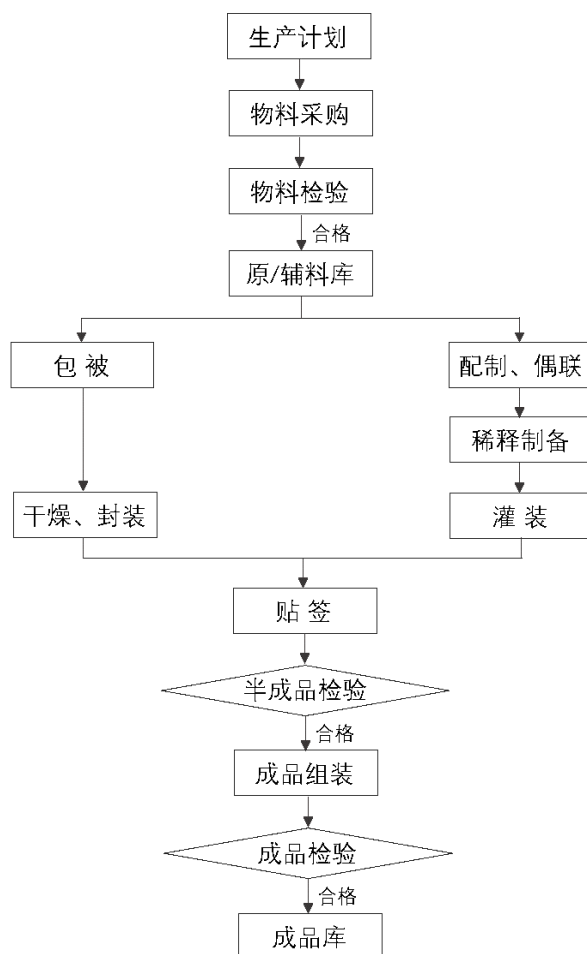 生产计划
物料采购
物料检验
合格
原/辅料库
包 被
配制、偶联
稀释制备
干燥、封装
灌 装
贴 签
半成品检验
合格
成品组装
成品检验
合格
成品库